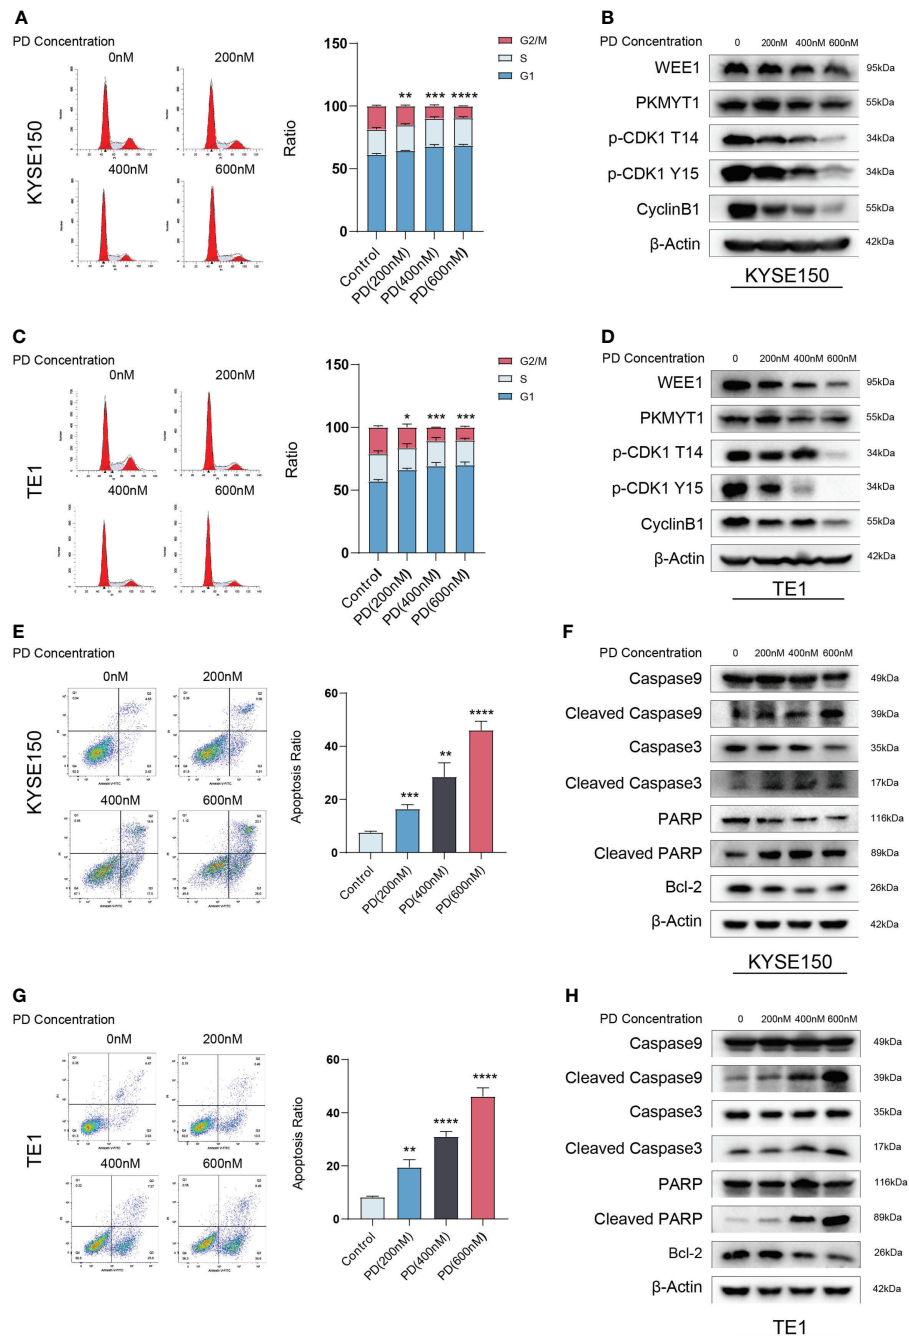 A
PD Concentration
0nM
200nM
400nM
600nM
KYSE150
Ratio
150
100
50
0
** *** ****
G2/M
S
G1
Control
PD(200nM)
PD(400nM)
PD(600nM)
B
PD Concentration 0 200nM 400nM 600nM
WEE1 95kDa
PKMYT1 55kDa
p-CDK1 T14 34kDa
p-CDK1 Y15 34kDa
CyclinB1 55kDa
β-Actin 42kDa
KYSE150
C
PD Concentration
0nM
200nM
400nM
600nM
TE1
Ratio
150
100
50
0
* *** ***
G2/M
S
G1
Control
PD(200nM)
PD(400nM)
PD(600nM)
D
PD Concentration 0 200nM 400nM 600nM
WEE1 95kDa
PKMYT1 55kDa
p-CDK1 T14 34kDa
p-CDK1 Y15 34kDa
CyclinB1 55kDa
β-Actin 42kDa
TE1
E
PD Concentration
0nM
200nM
400nM
600nM
KYSE150
Apoptosis Ratio
60
40
20
0
*** ** ****
Control
PD(200nM)
PD(400nM)
PD(600nM)
F
PD Concentration 0 200nM 400nM 600nM
Caspase9 49kDa
Cleaved Caspase9 39kDa
Caspase3 35kDa
Cleaved Caspase3 17kDa
PARP 116kDa
Cleaved PARP 89kDa
Bcl-2 26kDa
β-Actin 42kDa
KYSE150
G
PD Concentration
0nM
200nM
400nM
600nM
TE1
Apoptosis Ratio
60
40
20
0
** **** ****
Control
PD(200nM)
PD(400nM)
PD(600nM)
H
PD Concentration 0 200nM 400nM 600nM
Caspase9 49kDa
Cleaved Caspase9 39kDa
Caspase3 35kDa
Cleaved Caspase3 17kDa
PARP 116kDa
Cleaved PARP 89kDa
Bcl-2 26kDa
β-Actin 42kDa
TE1